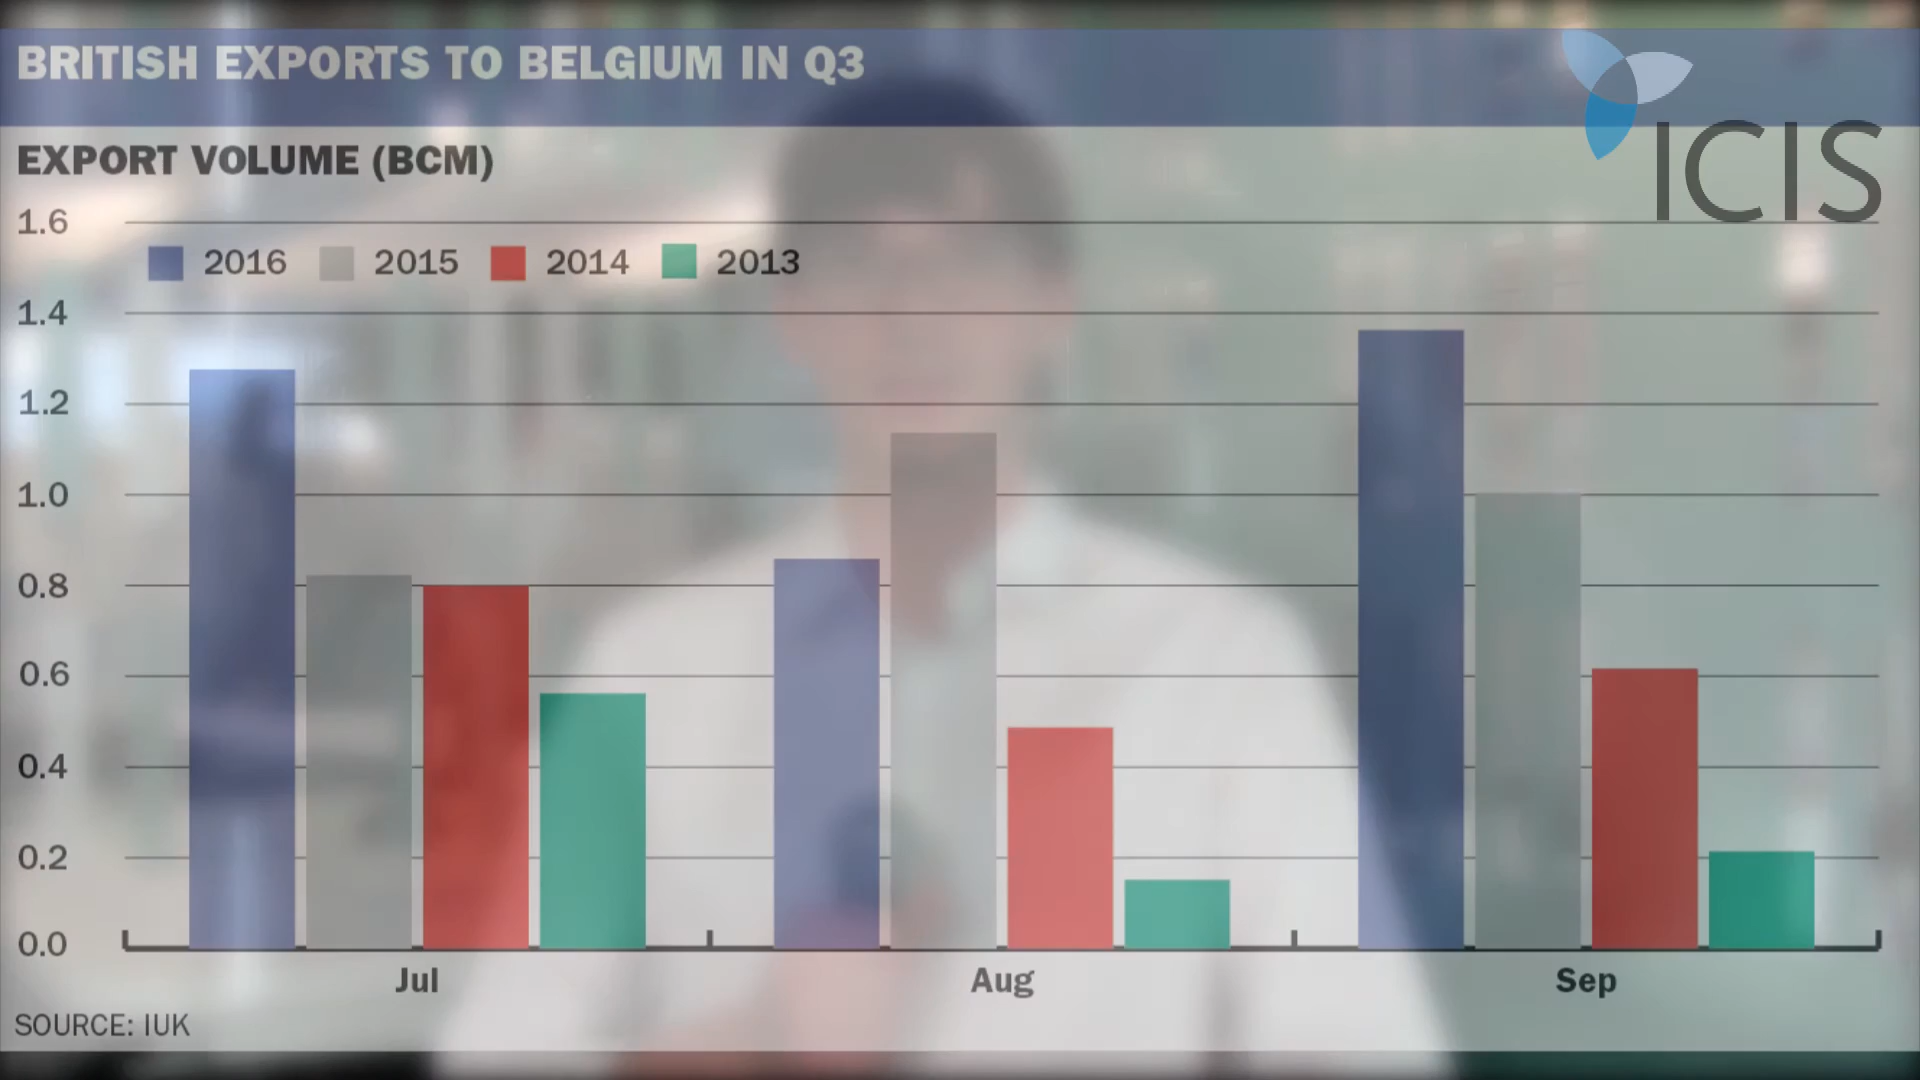 BRITISH EXPORTS TO BELGIUM IN Q3
ICIS
EXPORT VOLUME (BCM)
1.6
2016 2015 2014 2013
1.4
1.2
1.0
0.8
0.6
0.4
0.2
0.0
Jul Aug Sep
SOURCE: IUK